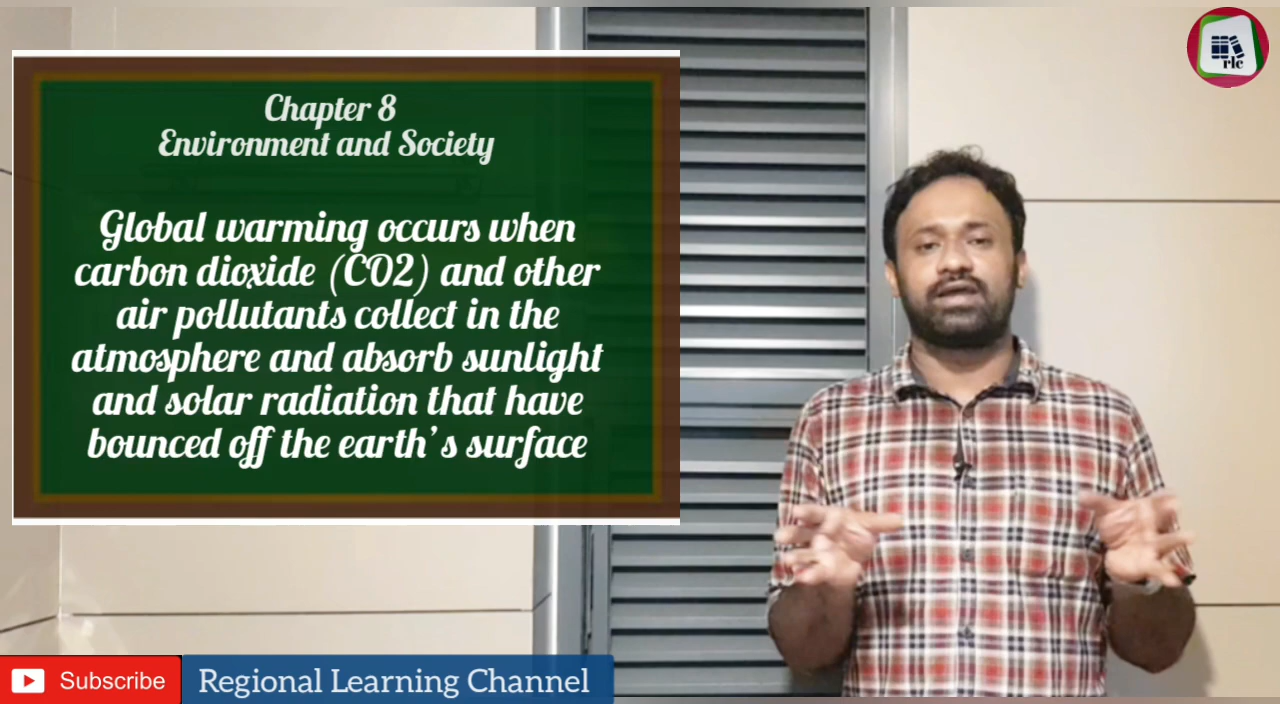 Chapter 8
Environment and Society
Global warming occurs when
carbon dioxide (CO2) and other
air pollutants collect in the
atmosphere and absorb sunlight
and solar radiation that have
bounced off the earth's surface
rlc
Subscribe
Regional Learning Channel